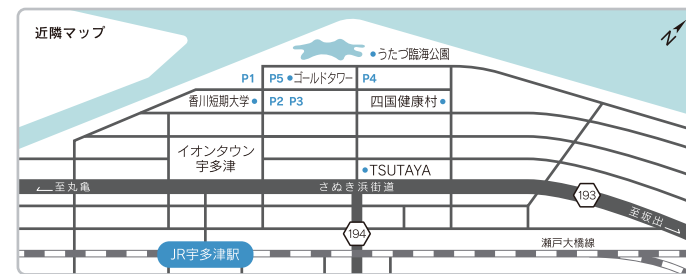 近隣マップ
N
うたづ臨海公園
P1
P5
ゴールドタワー
P4
香川短期大学
P2
P3
四国健康村
イオンタウン
宇多津
TSUTAYA
至丸亀
さぬき浜街道
193
至坂出
194
瀬戸大橋線
JR宇多津駅